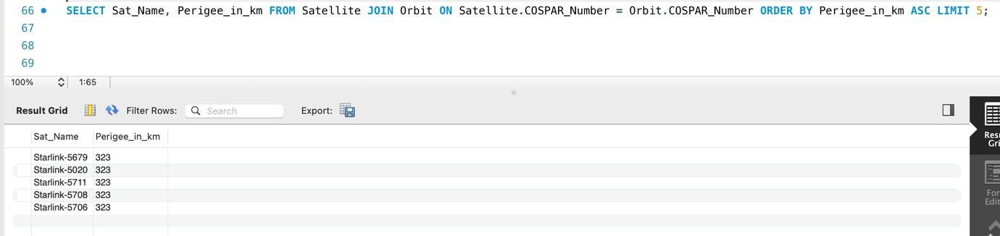 66 SELECT Sat_Name, Perigee_in_km FROM Satellite JOIN Orbit ON Satellite.COSPAR_Number = Orbit.COSPAR_Number ORDER BY Perigee_in_km ASC LIMIT 5;
67
68
69
100% 1:65
Result Grid Filter Rows: Search Export:
Sat_Name Perigee_in_km
Starlink-5679 323
Starlink-5020 323
Starlink-5711 323
Starlink-5708 323
Starlink-5706 323
Resu
Gri
For
Edit